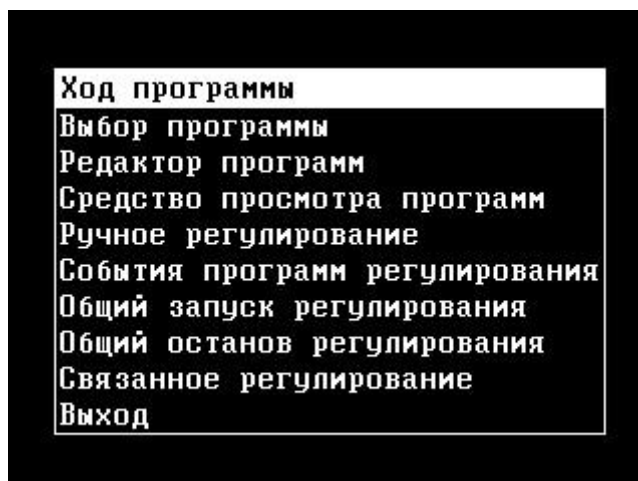 Ход программы
Выбор программы
Редактор программ
Средство просмотра программ
Ручное регулирование
События программ регулирования
Общий запуск регулирования
Общий останов регулирования
Связанное регулирование
Выход